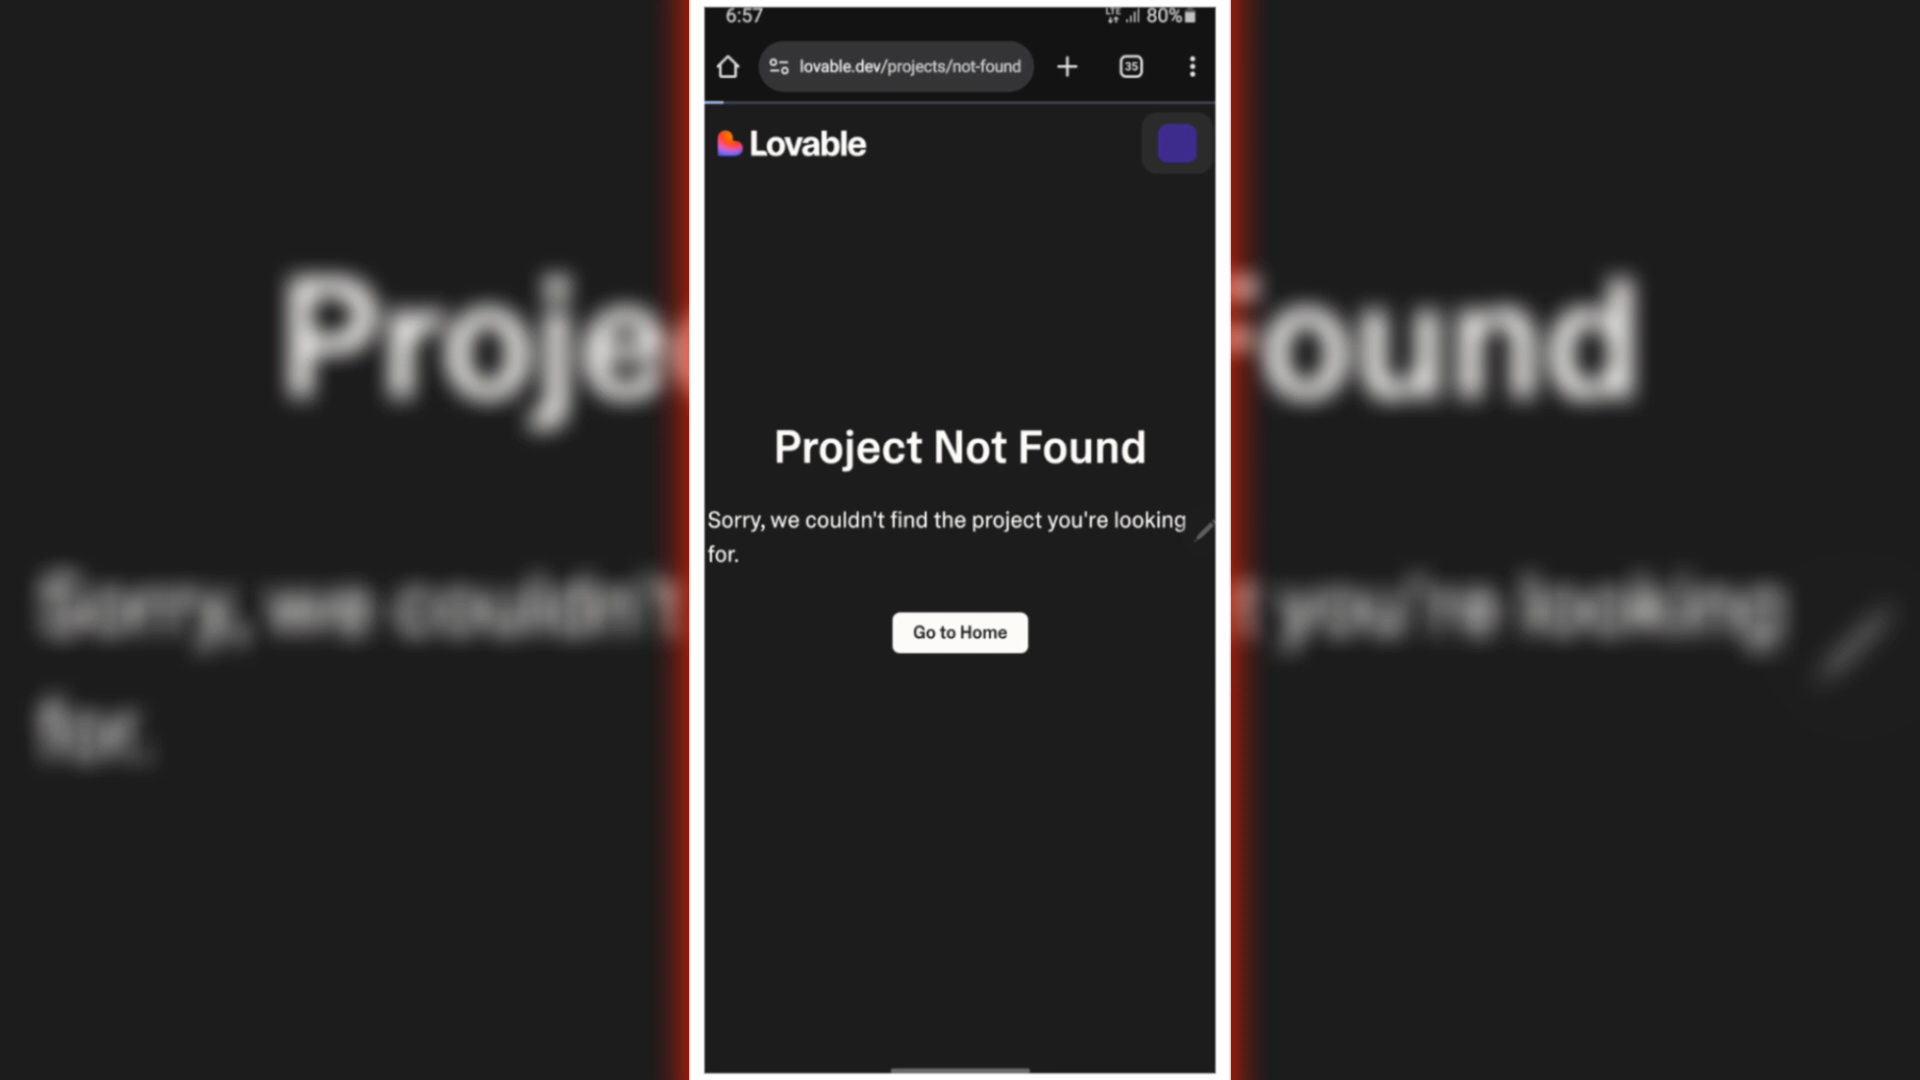 6:57 LTE 80%
lovable.dev/projects/not-found 35
Lovable
Project Not Found
Sorry, we couldn't find the project you're looking
for.
Go to Home